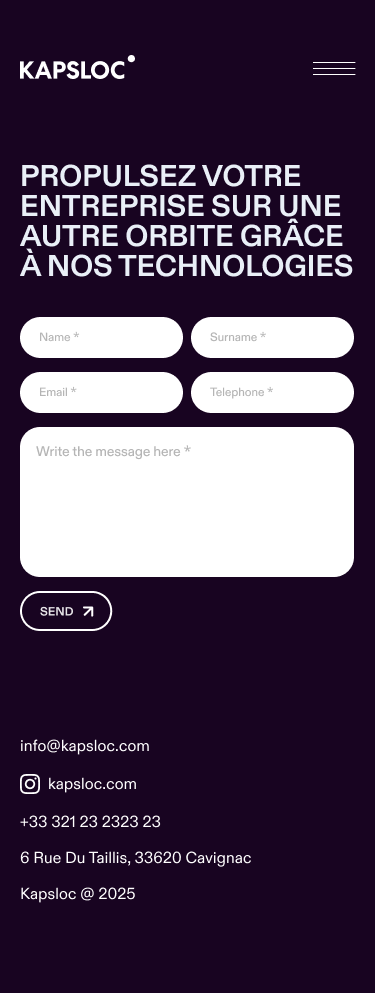 KAPSLOC
PROPULSEZ VOTRE
ENTREPRISE SUR UNE
AUTRE ORBITE GRÂCE
À NOS TECHNOLOGIES
Name *
Surname *
Email *
Telephone *
Write the message here *
SEND
info@kapsloc.com
kapsloc.com
+33 321 23 2323 23
6 Rue Du Taillis, 33620 Cavignac
Kapsloc @ 2025